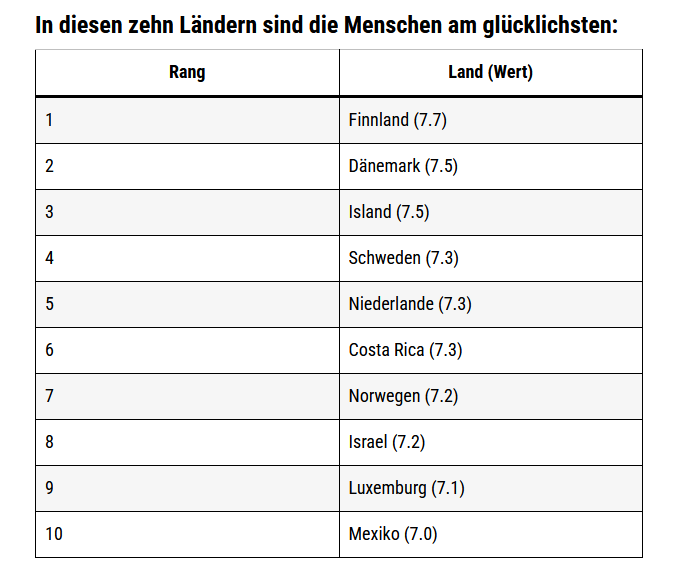 In diesen zehn Ländern sind die Menschen am glücklichsten:
Rang Land (Wert)
1 Finnland (7.7)
2 Dänemark (7.5)
3 Island (7.5)
4 Schweden (7.3)
5 Niederlande (7.3)
6 Costa Rica (7.3)
7 Norwegen (7.2)
8 Israel (7.2)
9 Luxemburg (7.1)
10 Mexiko (7.0)